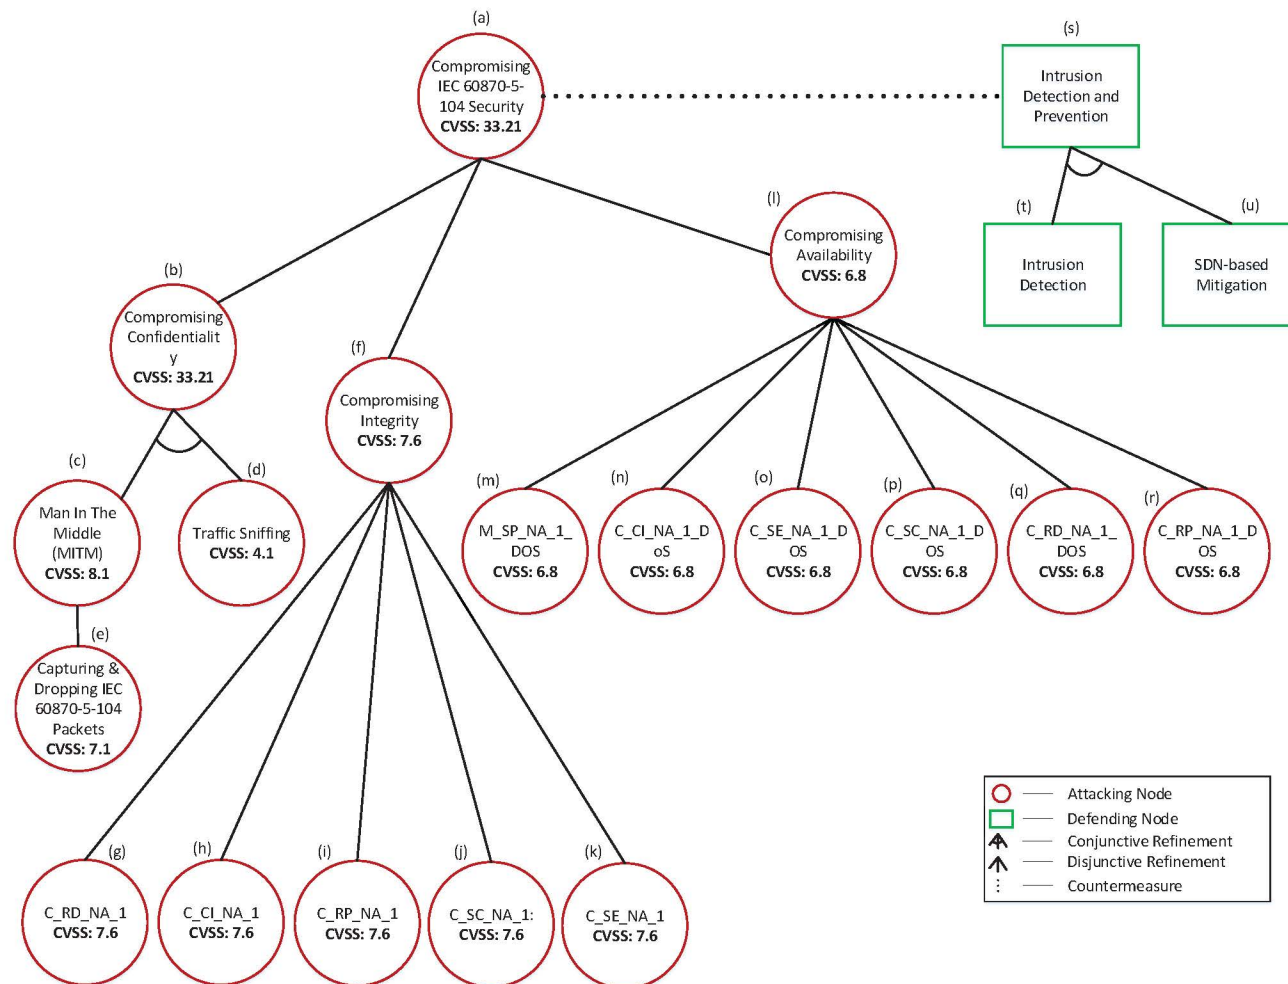 (a)
Compromising
IEC 60870-5-
104 Security
CVSS: 33.21
(s)
Intrusion
Detection and
Prevention
(l)
Compromising
Availability
CVSS: 6.8
(t)
Intrusion
Detection
(u)
SDN-based
Mitigation
(b)
Compromising
Confidentialit
y
CVSS: 33.21
(f)
Compromising
Integrity
CVSS: 7.6
(c)
Man In The
Middle
(MITM)
CVSS: 8.1
(d)
Traffic Sniffing
CVSS: 4.1
(e)
Capturing &
Dropping IEC
60870-5-104
Packets
CVSS: 7.1
(m)
M_SP_NA_1_
DOS
CVSS: 6.8
(n)
C_CI_NA_1_D
oS
CVSS: 6.8
(o)
C_SE_NA_1_D
OS
CVSS: 6.8
(p)
C_SC_NA_1_D
OS
CVSS: 6.8
(q)
C_RD_NA_1_
DOS
CVSS: 6.8
(r)
C_RP_NA_1_D
OS
CVSS: 6.8
(g)
C_RD_NA_1
CVSS: 7.6
(h)
C_CI_NA_1
CVSS: 7.6
(i)
C_RP_NA_1
CVSS: 7.6
(j)
C_SC_NA_1:
CVSS: 7.6
(k)
C_SE_NA_1
CVSS: 7.6
Attacking Node
Defending Node
Conjunctive Refinement
Disjunctive Refinement
Countermeasure